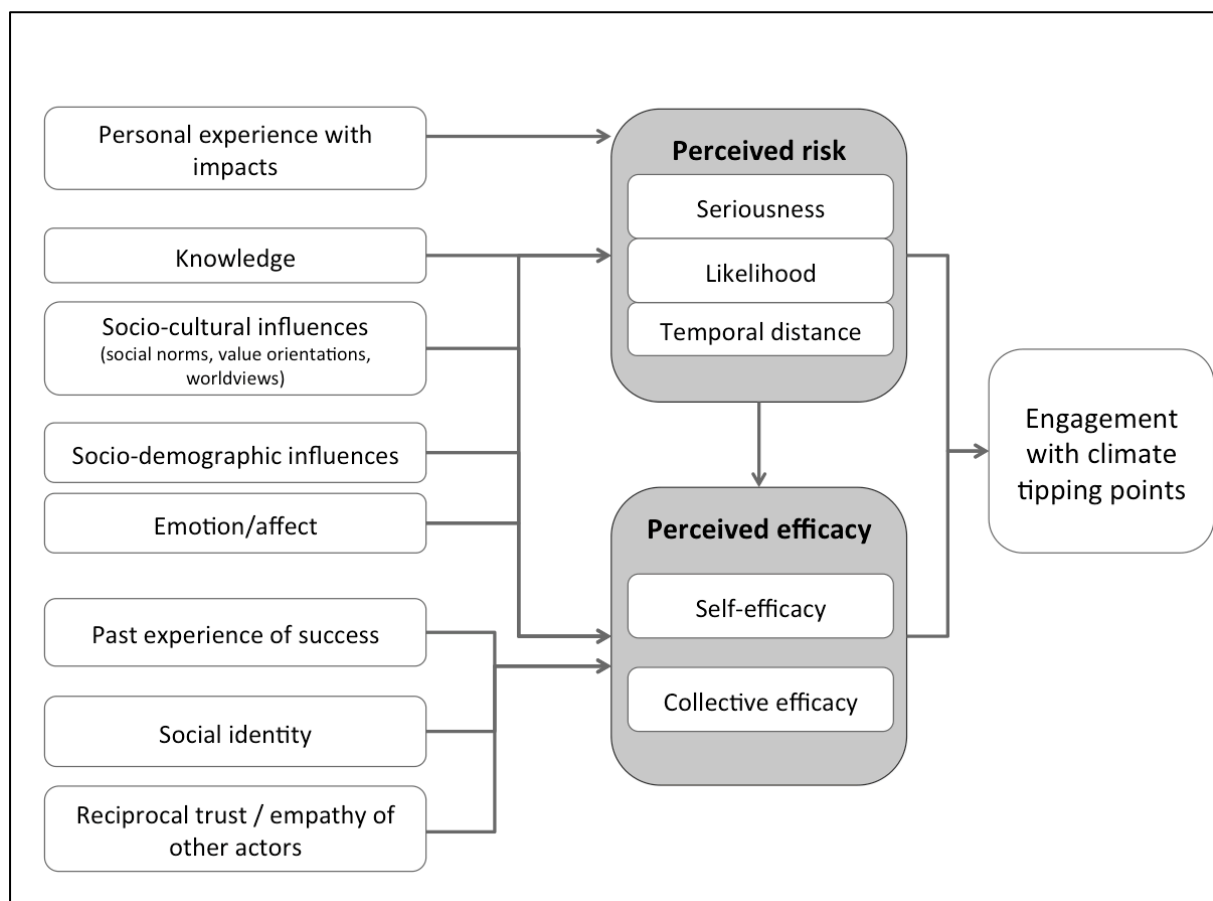 Personal experience with
impacts
Knowledge
Socio-cultural influences
(social norms, value orientations,
worldviews)
Socio-demographic influences
Emotion/affect
Past experience of success
Social identity
Reciprocal trust / empathy of
other actors
Perceived risk
Seriousness
Likelihood
Temporal distance
Perceived efficacy
Self-efficacy
Collective efficacy
Engagement
with climate
tipping points